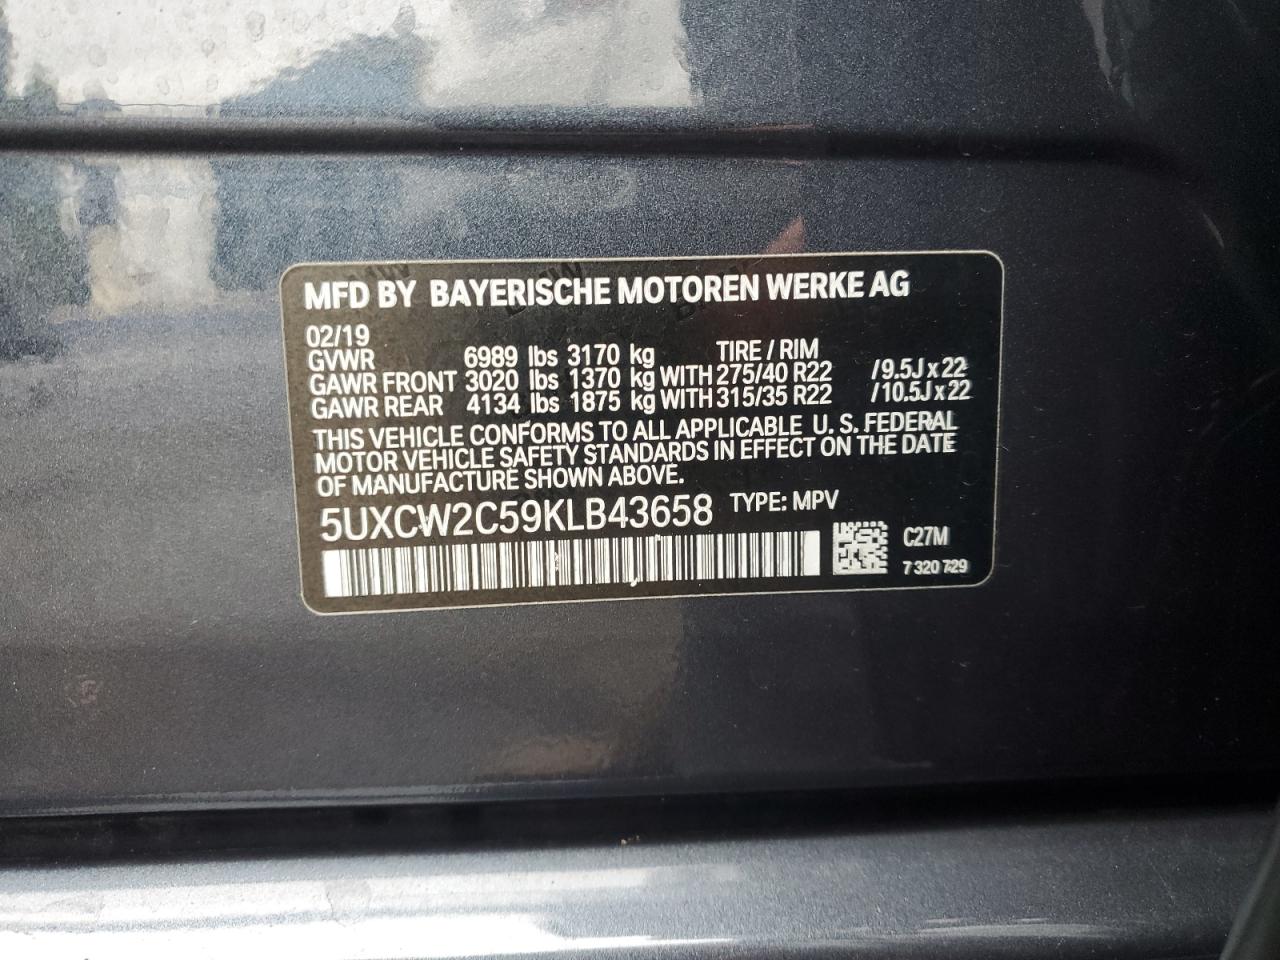 MFD BY BAYERISCHE MOTOREN WERKE AG
02/19
GVWR 6989 lbs 3170 kg TIRE / RIM
GAWR FRONT 3020 lbs 1370 kg WITH 275/40 R22 /9.5J x 22
GAWR REAR 4134 lbs 1875 kg WITH 315/35 R22 /10.5J x 22
THIS VEHICLE CONFORMS TO ALL APPLICABLE U. S. FEDERAL
MOTOR VEHICLE SAFETY STANDARDS IN EFFECT ON THE DATE
OF MANUFACTURE SHOWN ABOVE.
5UXCW2C59KLB43658 TYPE: MPV
C27M
7 320 729